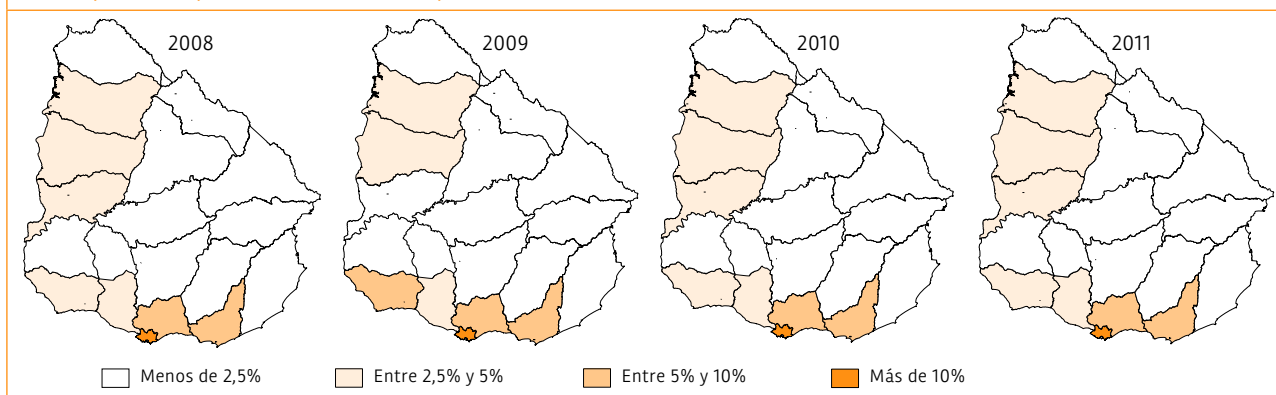 2008
2009
2010
2011
Menos de 2,5%
Entre 2,5% y 5%
Entre 5% y 10%
Más de 10%